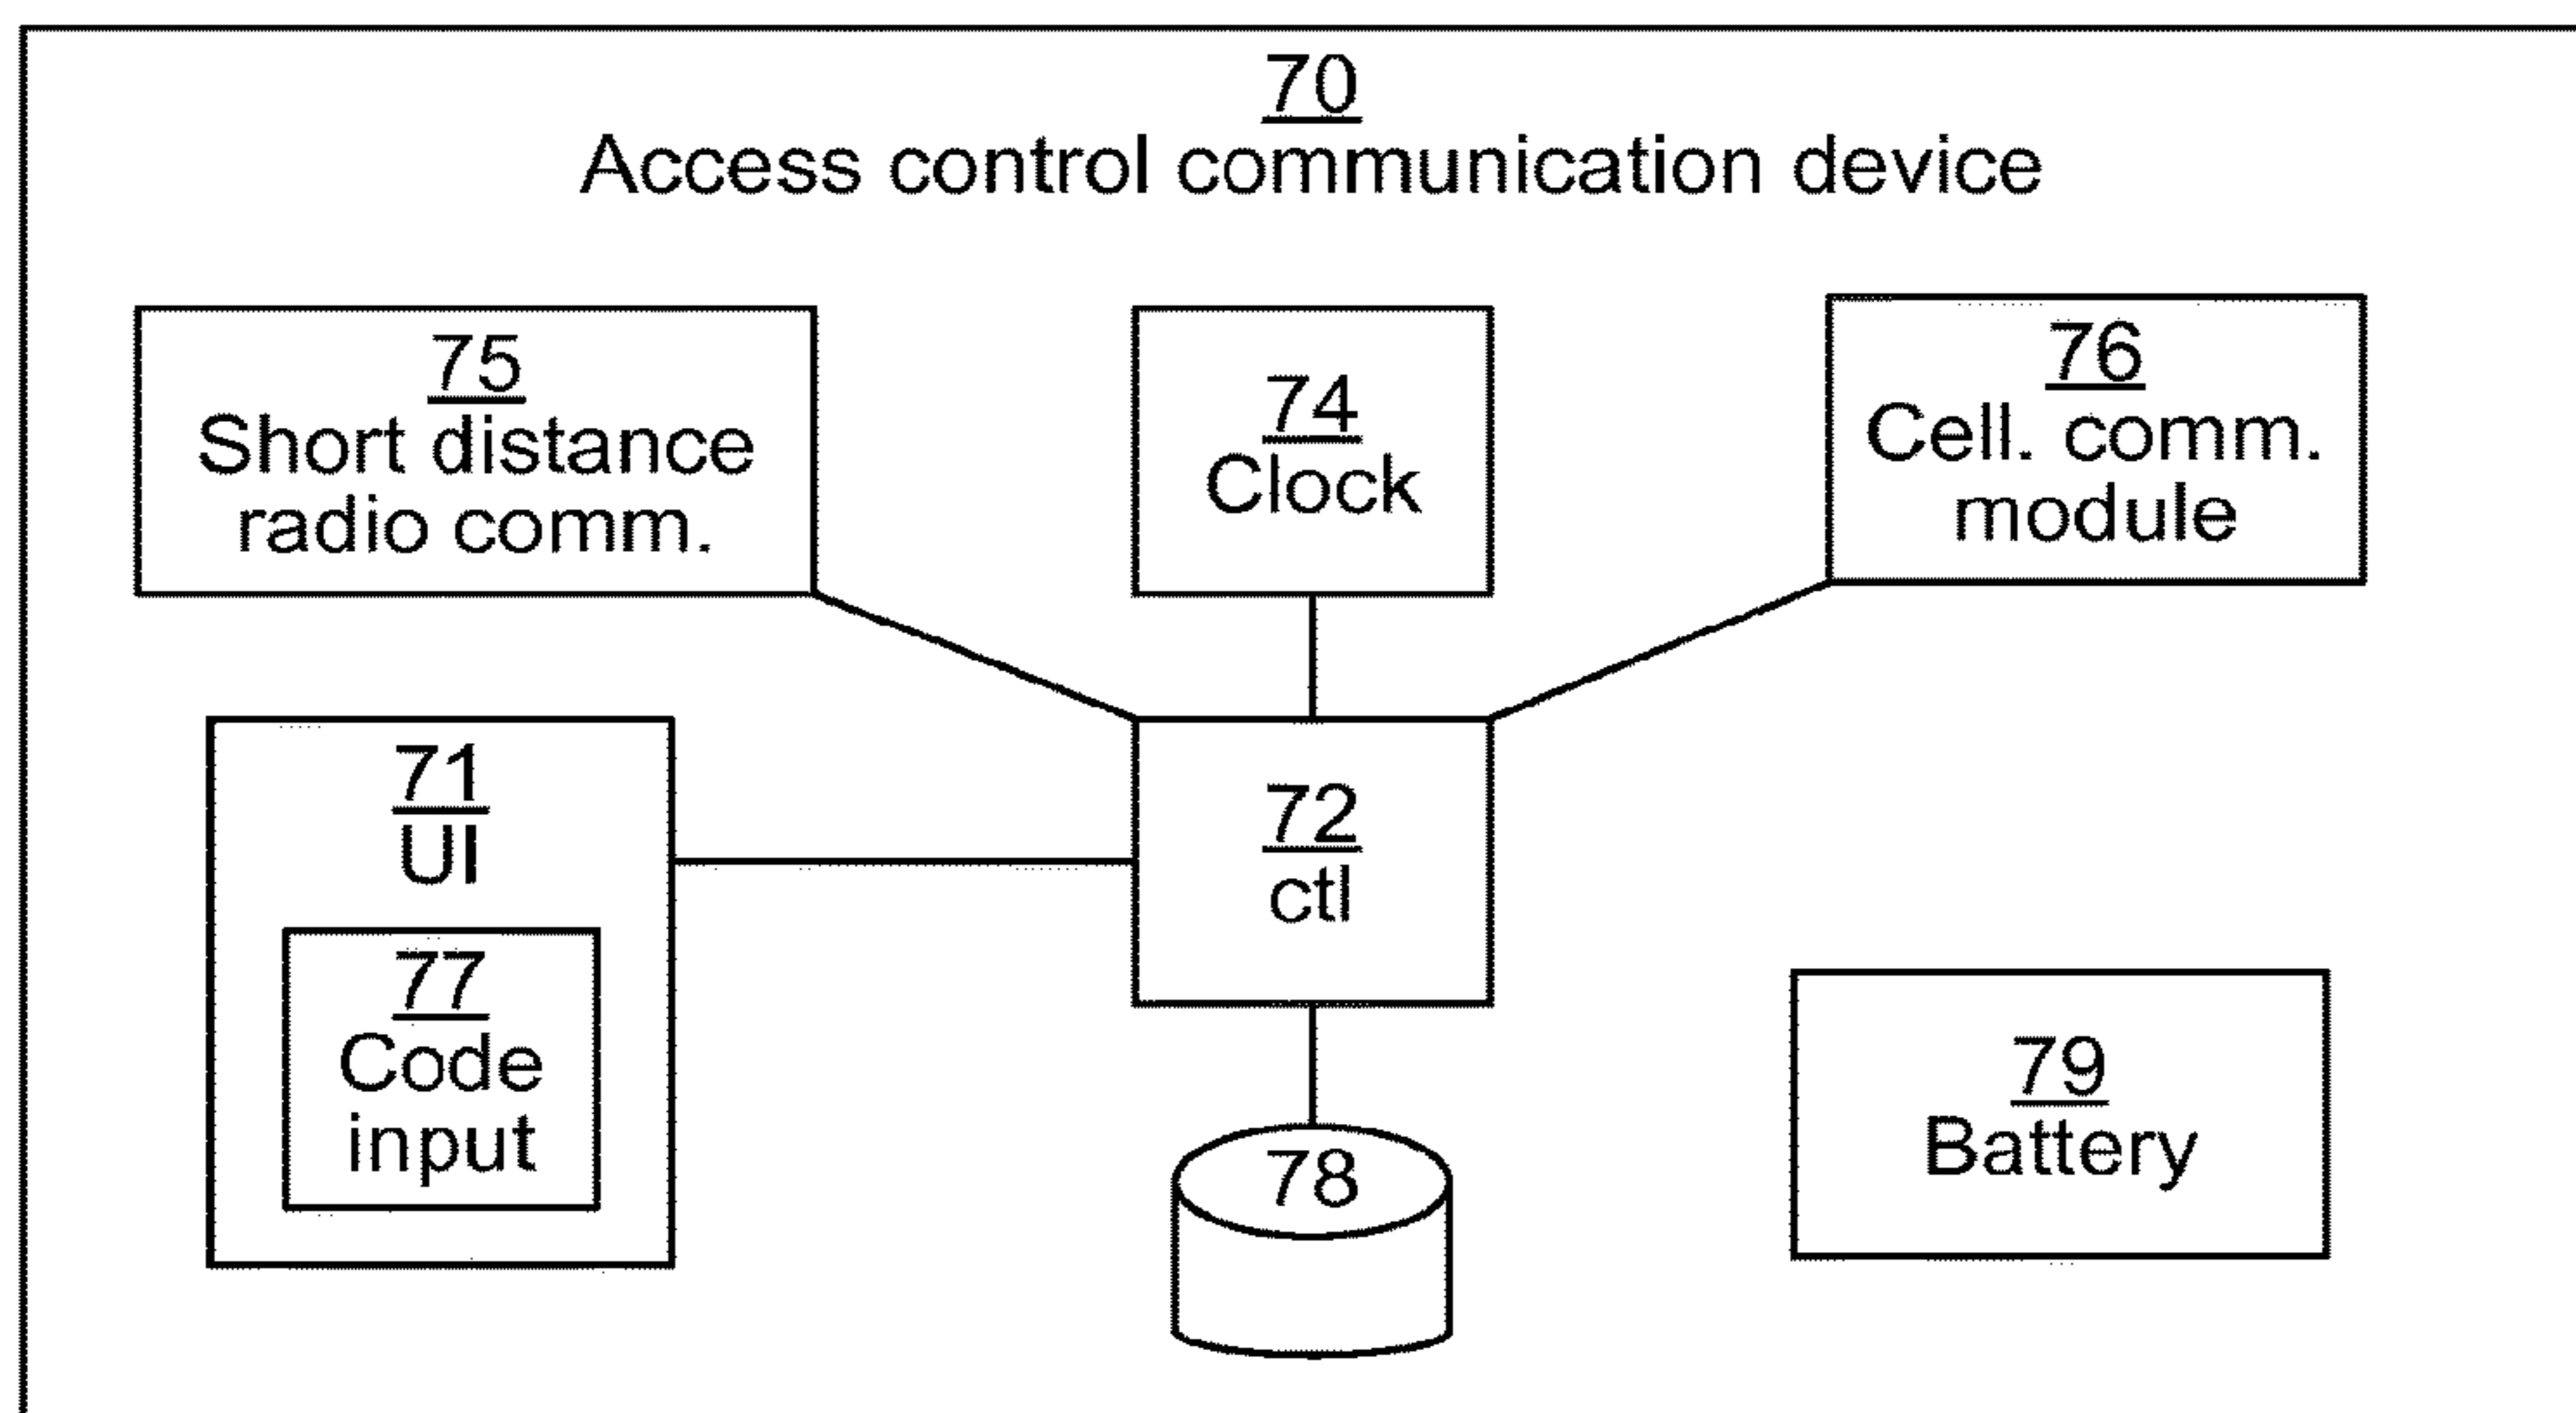 70
Access control communication device
75
Short distance
radio comm.
74
Clock
76
Cell. comm.
module
71
UI
77
Code
input
72
ctl
78
79
Battery